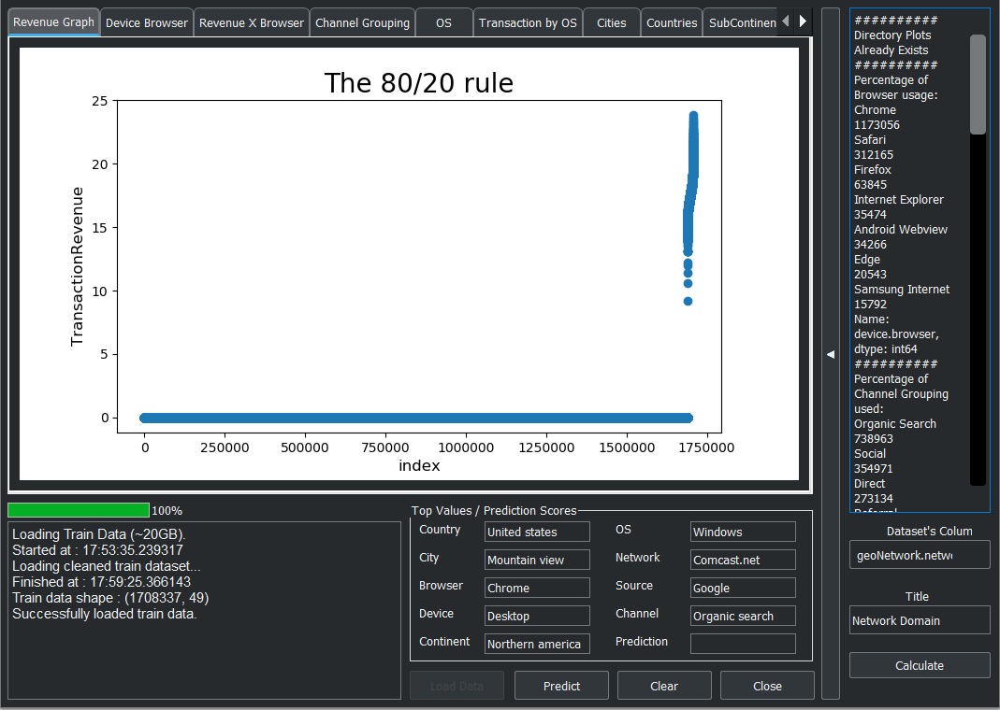 Revenue Graph Device Browser Revenue X Browser Channel Grouping OS Transaction by OS Cities Countries SubContinen
The 80/20 rule
25
20
15
10
5
0
TransactionRevenue
0 250000 500000 750000 1000000 1250000 1500000 1750000
index
100%
Loading Train Data (~20GB).
Started at : 17:53:35.239317
Loading cleaned train dataset...
Finished at : 17:59:25.366143
Train data shape : (1708337, 49)
Successfully loaded train data.
Top Values / Prediction Scores
Country United states OS Windows
City Mountain view Network Comcast.net
Browser Chrome Source Google
Device Desktop Channel Organic search
Continent Northern america Prediction
Load Data Predict Clear Close
##########
Directory Plots
Already Exists
##########
Percentage of
Browser usage:
Chrome
1173056
Safari
312165
Firefox
63845
Internet Explorer
35474
Android Webview
34266
Edge
20543
Samsung Internet
15792
Name:
device.browser,
dtype: int64
##########
Percentage of
Channel Grouping
used:
Organic Search
738963
Social
354971
Direct
273134
Referral
Dataset's Colum
geoNetwork.netw
Title
Network Domain
Calculate